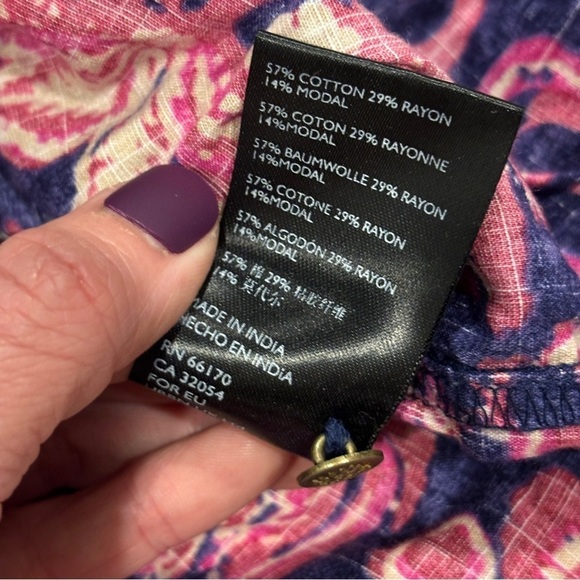 57% COTTON 29% RAYON
14% MODAL
57% COTON 29% RAYONNE
14%MODAL
57% BAUMWOLLE 29% RAYON
14%MODAL
57% COTONE 29% RAYON
14%MODAL
57% ALGODÓN 29% RAYON
14%MODAL
57% 棉 29% 粘胶纤维
14% 莫代尔
MADE IN INDIA
HECHO EN INDiA
RN 66170
CA 32054
FOR EU